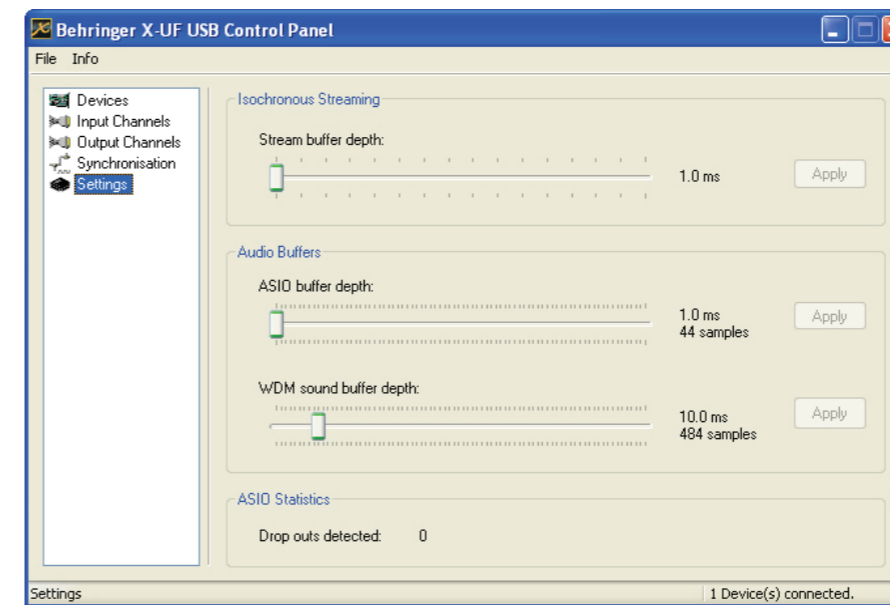 Behringer X-UF USB Control Panel
File Info
Devices
Input Channels
Output Channels
Synchronisation
Settings
Isochronous Streaming
Stream buffer depth:
1.0 ms
Apply
Audio Buffers
ASIO buffer depth:
1.0 ms
44 samples
Apply
WDM sound buffer depth:
10.0 ms
484 samples
Apply
ASIO Statistics
Drop outs detected: 0
Settings
1 Device(s) connected.